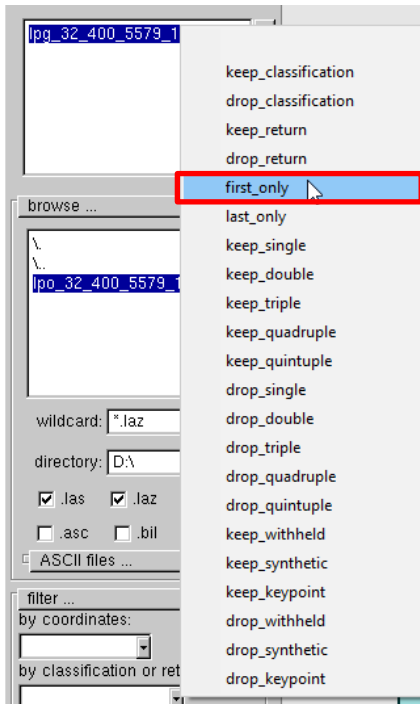 lpg_32_400_5579_1
browse ...
\.
\..
lpo_32_400_5579_1
wildcard: *.laz
directory: D:\
.las .laz
.asc .bil
ASCII files ...
filter ...
by coordinates:
by classification or ret
keep_classification
drop_classification
keep_return
drop_return
first_only
last_only
keep_single
keep_double
keep_triple
keep_quadruple
keep_quintuple
drop_single
drop_double
drop_triple
drop_quadruple
drop_quintuple
keep_withheld
keep_synthetic
keep_keypoint
drop_withheld
drop_synthetic
drop_keypoint